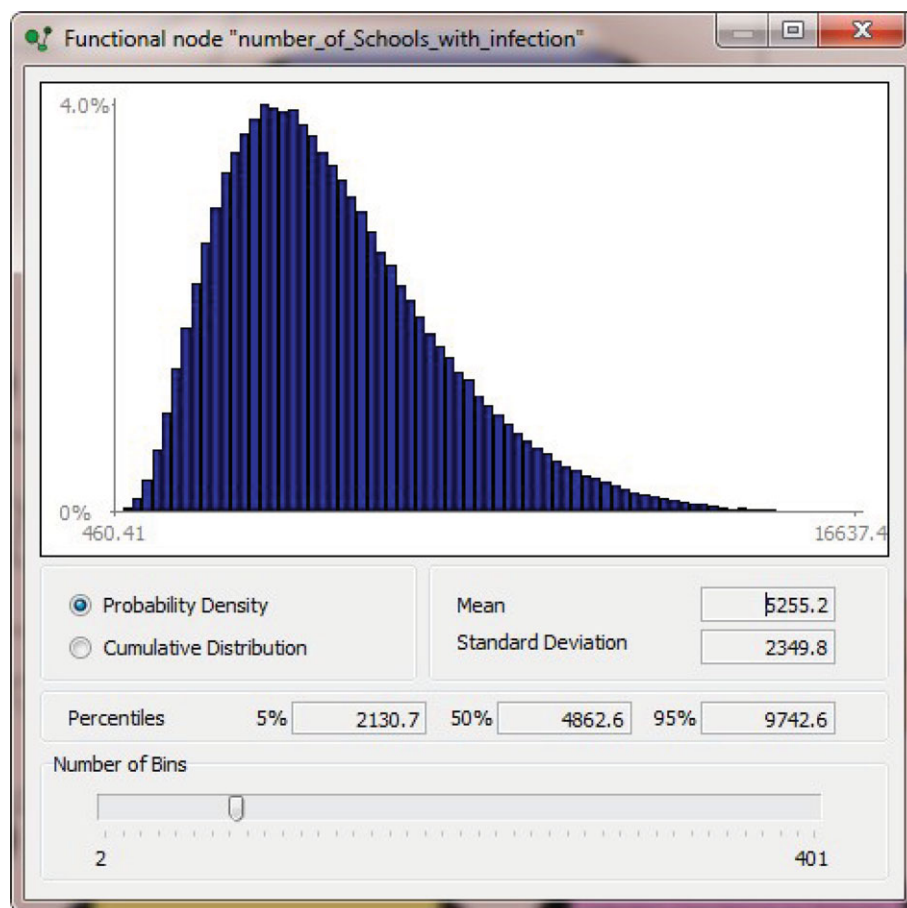 Functional node "number_of_Schools_with_infection"
4.0%
0%
460.41
16637.4
Probability Density
Cumulative Distribution
Mean 5255.2
Standard Deviation 2349.8
Percentiles 5% 2130.7 50% 4862.6 95% 9742.6
Number of Bins
2 401